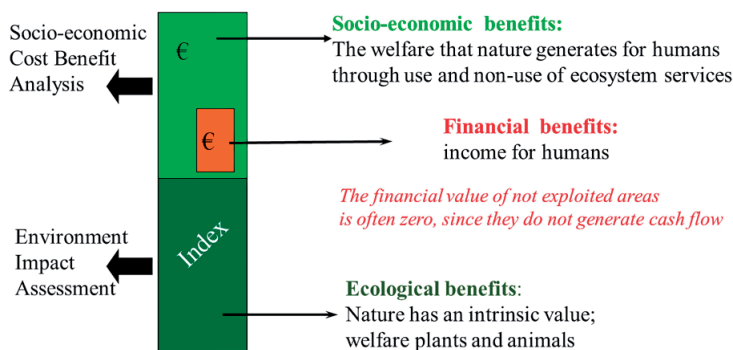 Socio-economic
Cost Benefit
Analysis
€
Socio-economic benefits:
The welfare that nature generates for humans
through use and non-use of ecosystem services
€
Financial benefits:
income for humans
The financial value of not exploited areas
is often zero, since they do not generate cash flow
Environment
Impact
Assessment
Index
Ecological benefits:
Nature has an intrinsic value;
welfare plants and animals